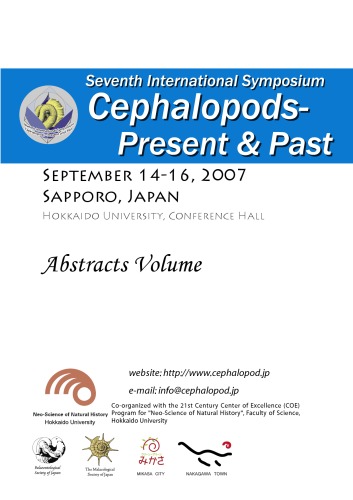 Seventh International Symposium
Cephalopods-
Present & Past
September 14-16, 2007
Sapporo, Japan
Hokkaido University, Conference Hall
Abstracts Volume
website: http://www.cephalopod.jp
e-mail: info@cephalopod.jp
Neo-Science of Natural History
Hokkaido University
Co-organized with the 21st Century Center of Excellence (COE)
Program for "Neo-Science of Natural History", Faculty of Science,
Hokkaido University
Palaeontological
Society of Japan
The Malacological
Society of Japan
みかさ
MIKASA CITY
NAKAGAWA TOWN